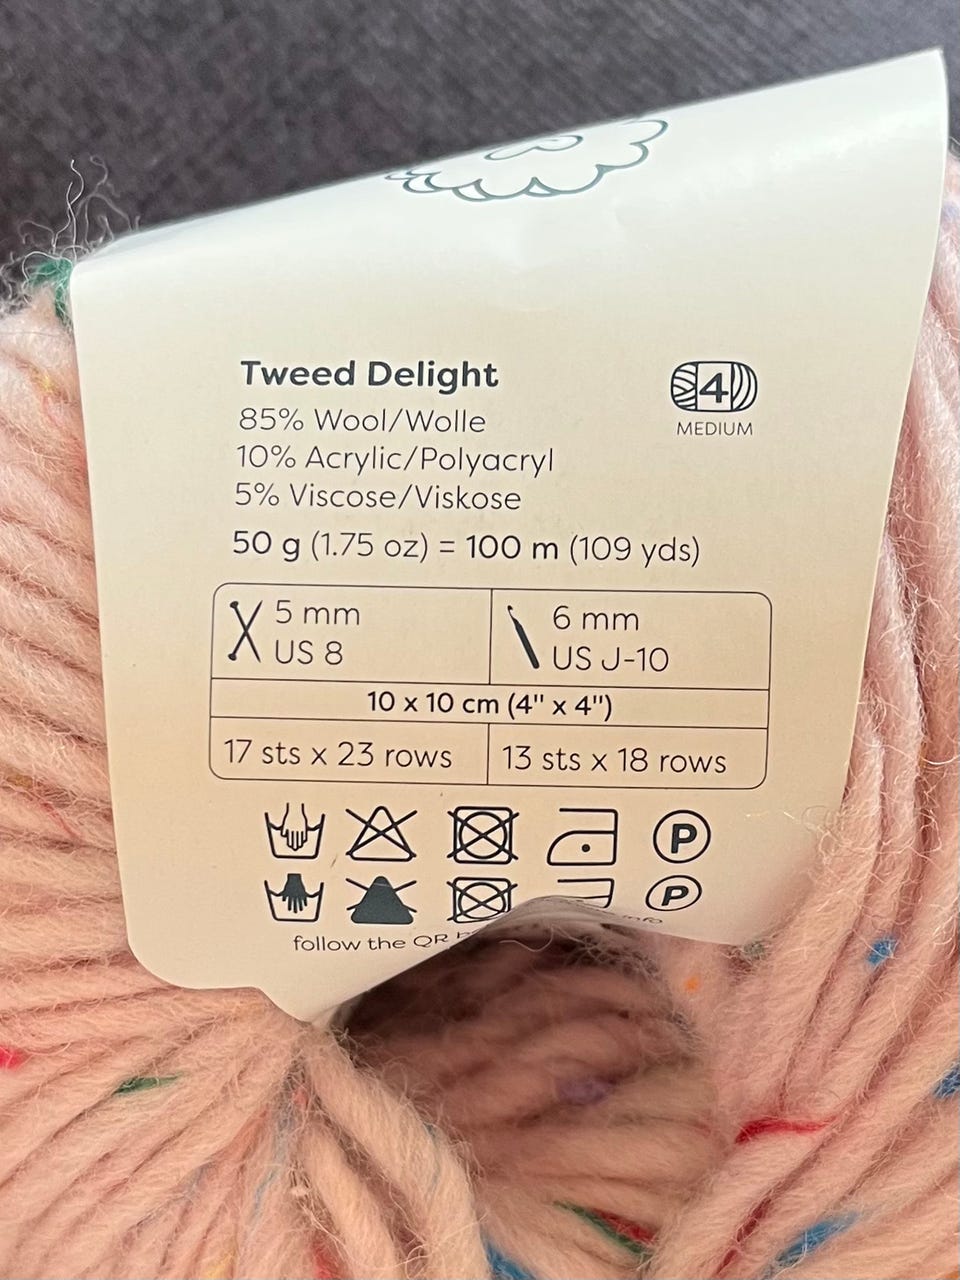 Tweed Delight
85% Wool/Wolle
10% Acrylic/Polyacryl
5% Viscose/Viskose
4
MEDIUM
50 g (1.75 oz) = 100 m (109 yds)
5 mm
US 8
6 mm
US J-10
10 x 10 cm (4" x 4")
17 sts x 23 rows
13 sts x 18 rows
P
P
follow the QR
info